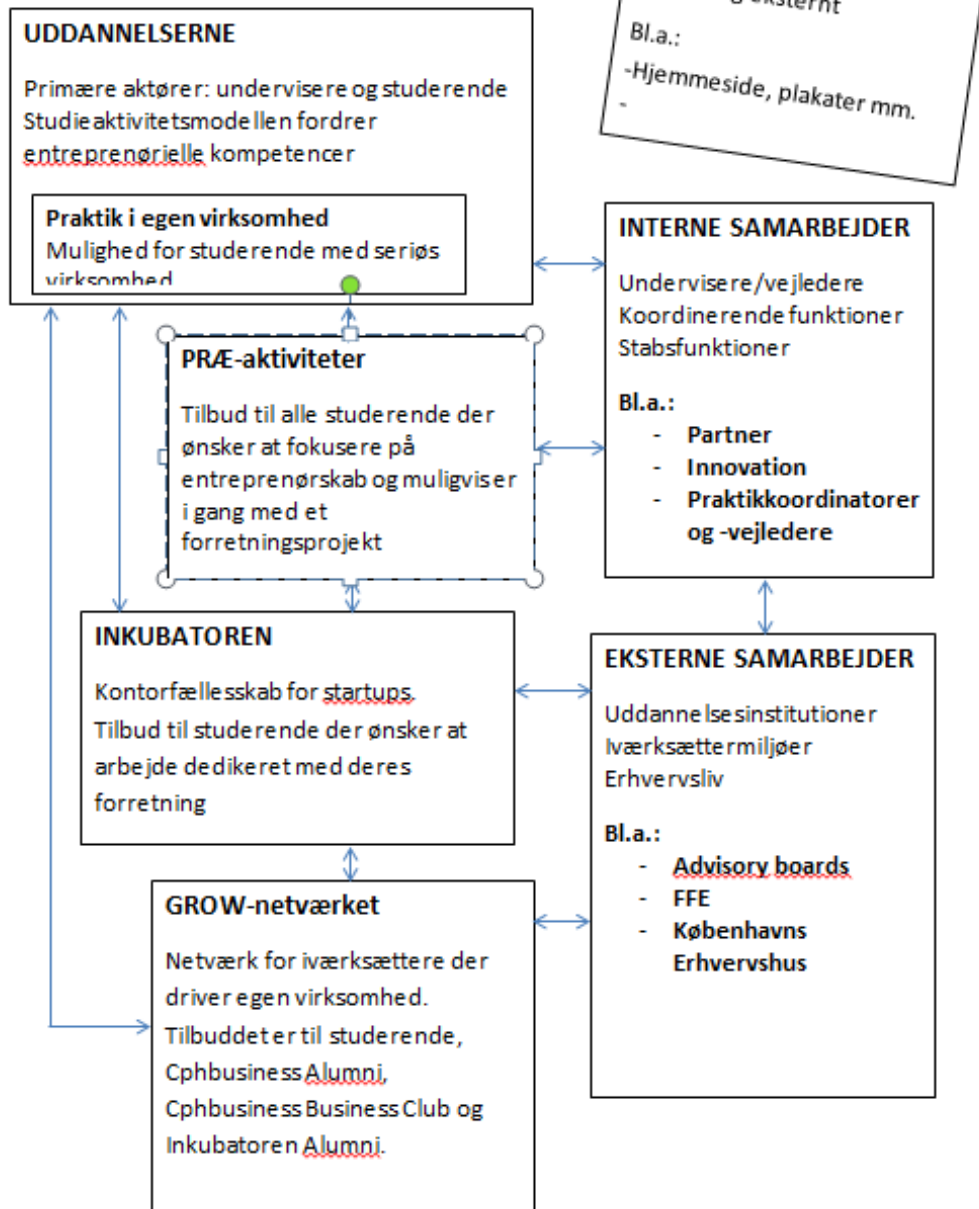 UDDANNELSERNE
Primære aktører: undervisere og studerende
Studieaktivitetsmodellen fordrer
entreprenørielle kompetencer
Praktik i egen virksomhed
Mulighed for studerende med seriøs
virksomhed
eksternt
Bl.a.:
-Hjemmeside, plakater mm.
-
INTERNE SAMARBEJDER
Undervisere/vejledere
Koordinerende funktioner
Stabsfunktioner
Bl.a.:
- Partner
- Innovation
- Praktikkoordinatorer
og -vejledere
PRÆ-aktiviteter
Tilbud til alle studerende der
ønsker at fokusere på
entreprenørskab og muligviser
i gang med et
forretningsprojekt
INKUBATOREN
Kontorfællesskab for startups.
Tilbud til studerende der ønsker at
arbejde dedikeret med deres
forretning
EKSTERNE SAMARBEJDER
Uddannelsesinstitutioner
Iværksættermiljøer
Erhvervsliv
Bl.a.:
- Advisory boards
- FFE
- Københavns
Erhvervshus
GROW-netværket
Netværk for iværksættere der
driver egen virksomhed.
Tilbuddet er til studerende,
Cphbusiness Alumni,
Cphbusiness Business Club og
Inkubatoren Alumni.